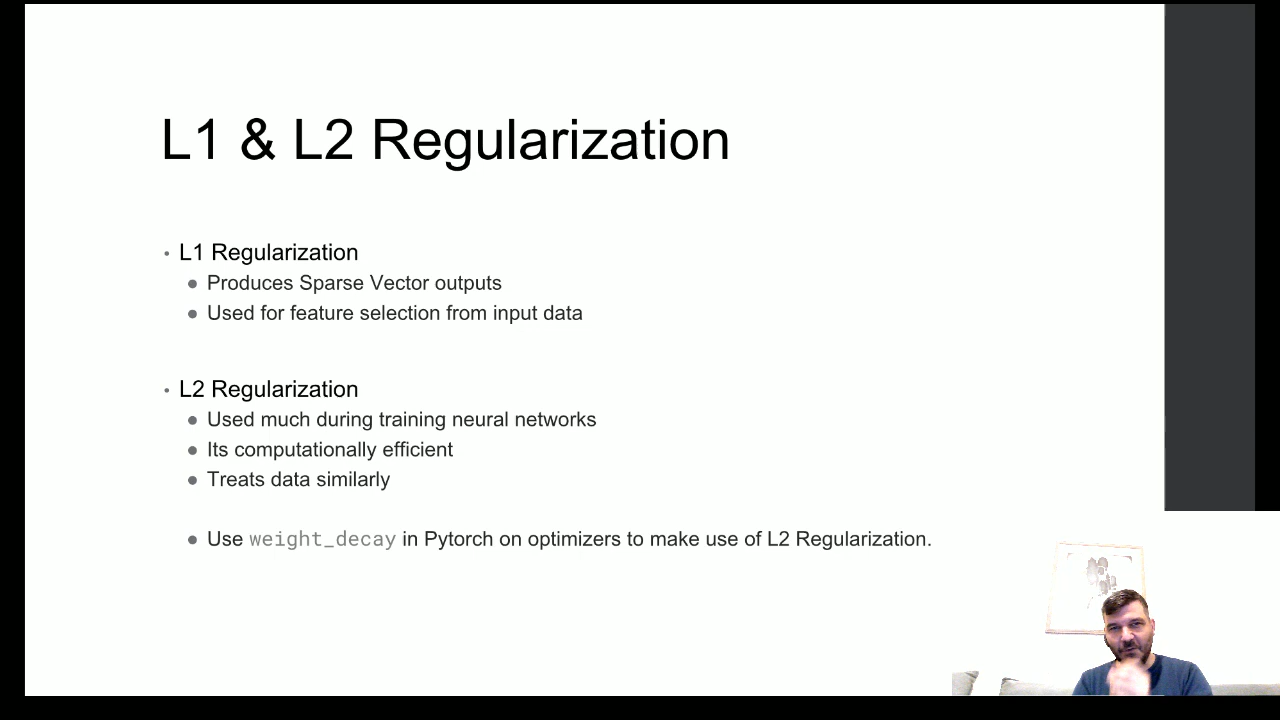 L1 & L2 Regularization
• L1 Regularization
● Produces Sparse Vector outputs
● Used for feature selection from input data
• L2 Regularization
● Used much during training neural networks
● Its computationally efficient
● Treats data similarly
● Use weight_decay in Pytorch on optimizers to make use of L2 Regularization.